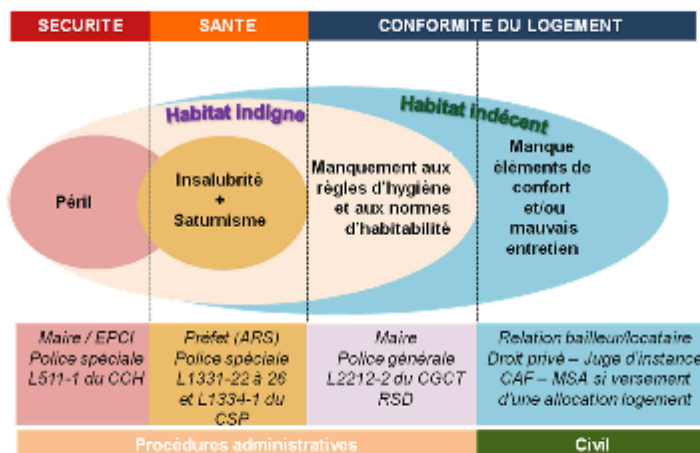 SECURITE
SANTE
CONFORMITE DU LOGEMENT
Habitat indigne
Habitat indécent
Péril
Insalubrité
+
Saturnisme
Manquement aux
règles d'hygiène
et aux normes
d'habitabilité
Manque
éléments de
confort
et/ou
mauvais
entretien
Maire / EPCI
Police spéciale
L511-1 du CCH
Préfet (ARS)
Police spéciale
L1331-22 à 26
et L1334-1 du
CSP
Maire
Police générale
L2212-2 du CGCT
RSD
Relation bailleur/locataire
Droit privé – Juge d'instance
CAF – MSA si versement
d'une allocation logement
Procédures administratives
Civil